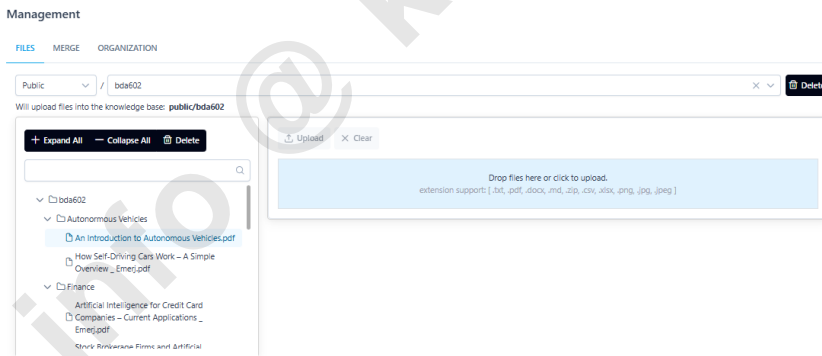 Management
FILES MERGE ORGANIZATION
Public / bda602 Delete
Will upload files into the knowledge base: public/bda602
Expand All Collapse All Delete
Upload Clear
Drop files here or click to upload.
extension support: [ .txt, .pdf, .docx, .md, .zip, .csv, .xlsx, .png, .jpg, .jpeg ]
bda602
Autonormous Vehicles
An Introduction to Autonomous Vehicles.pdf
How Self-Driving Cars Work – A Simple
Overview _ Emerj.pdf
Finance
Artificial Intelligence for Credit Card
Companies – Current Applications _
Emerj.pdf
Stock Brokerage Firms and Artificial
info @